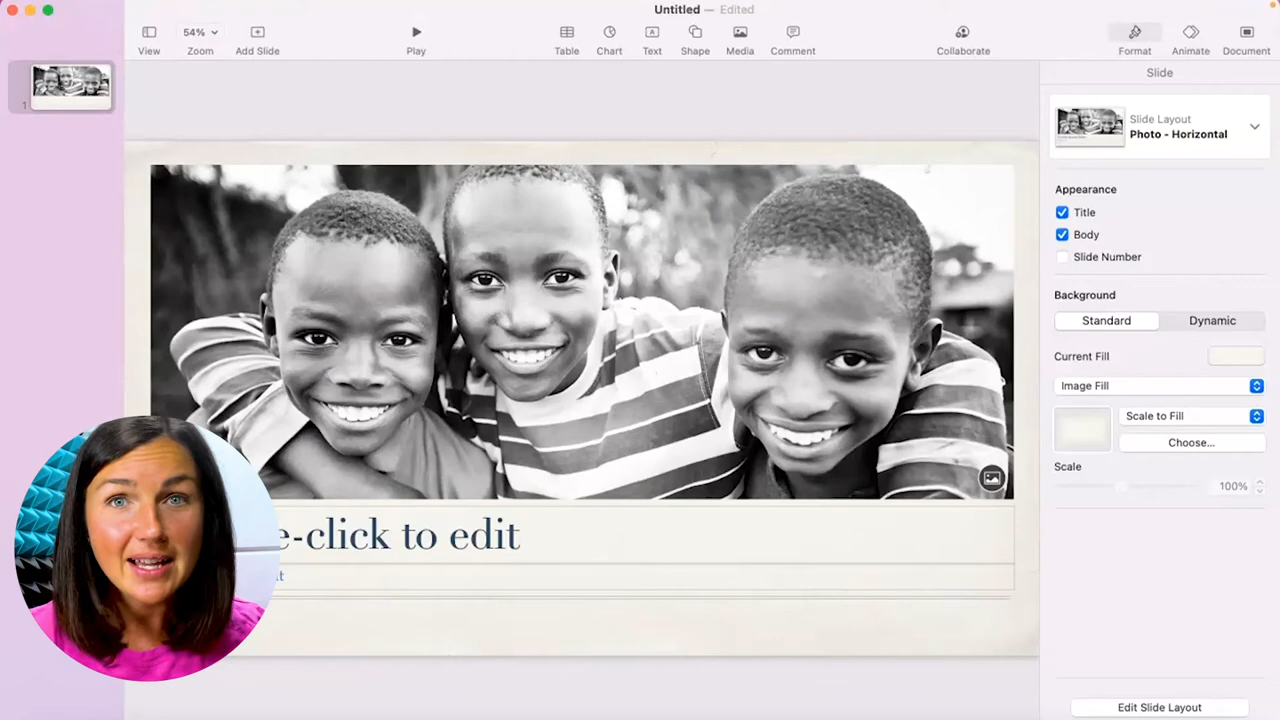 Untitled — Edited
54%
View Zoom Add Slide Play Table Chart Text Shape Media Comment Collaborate Format Animate Document
Slide
1
Slide Layout
Photo - Horizontal
Appearance
Title
Body
Slide Number
Background
Standard Dynamic
Current Fill
Image Fill
Scale to Fill
Choose...
Scale
100%
e-click to edit
Edit Slide Layout